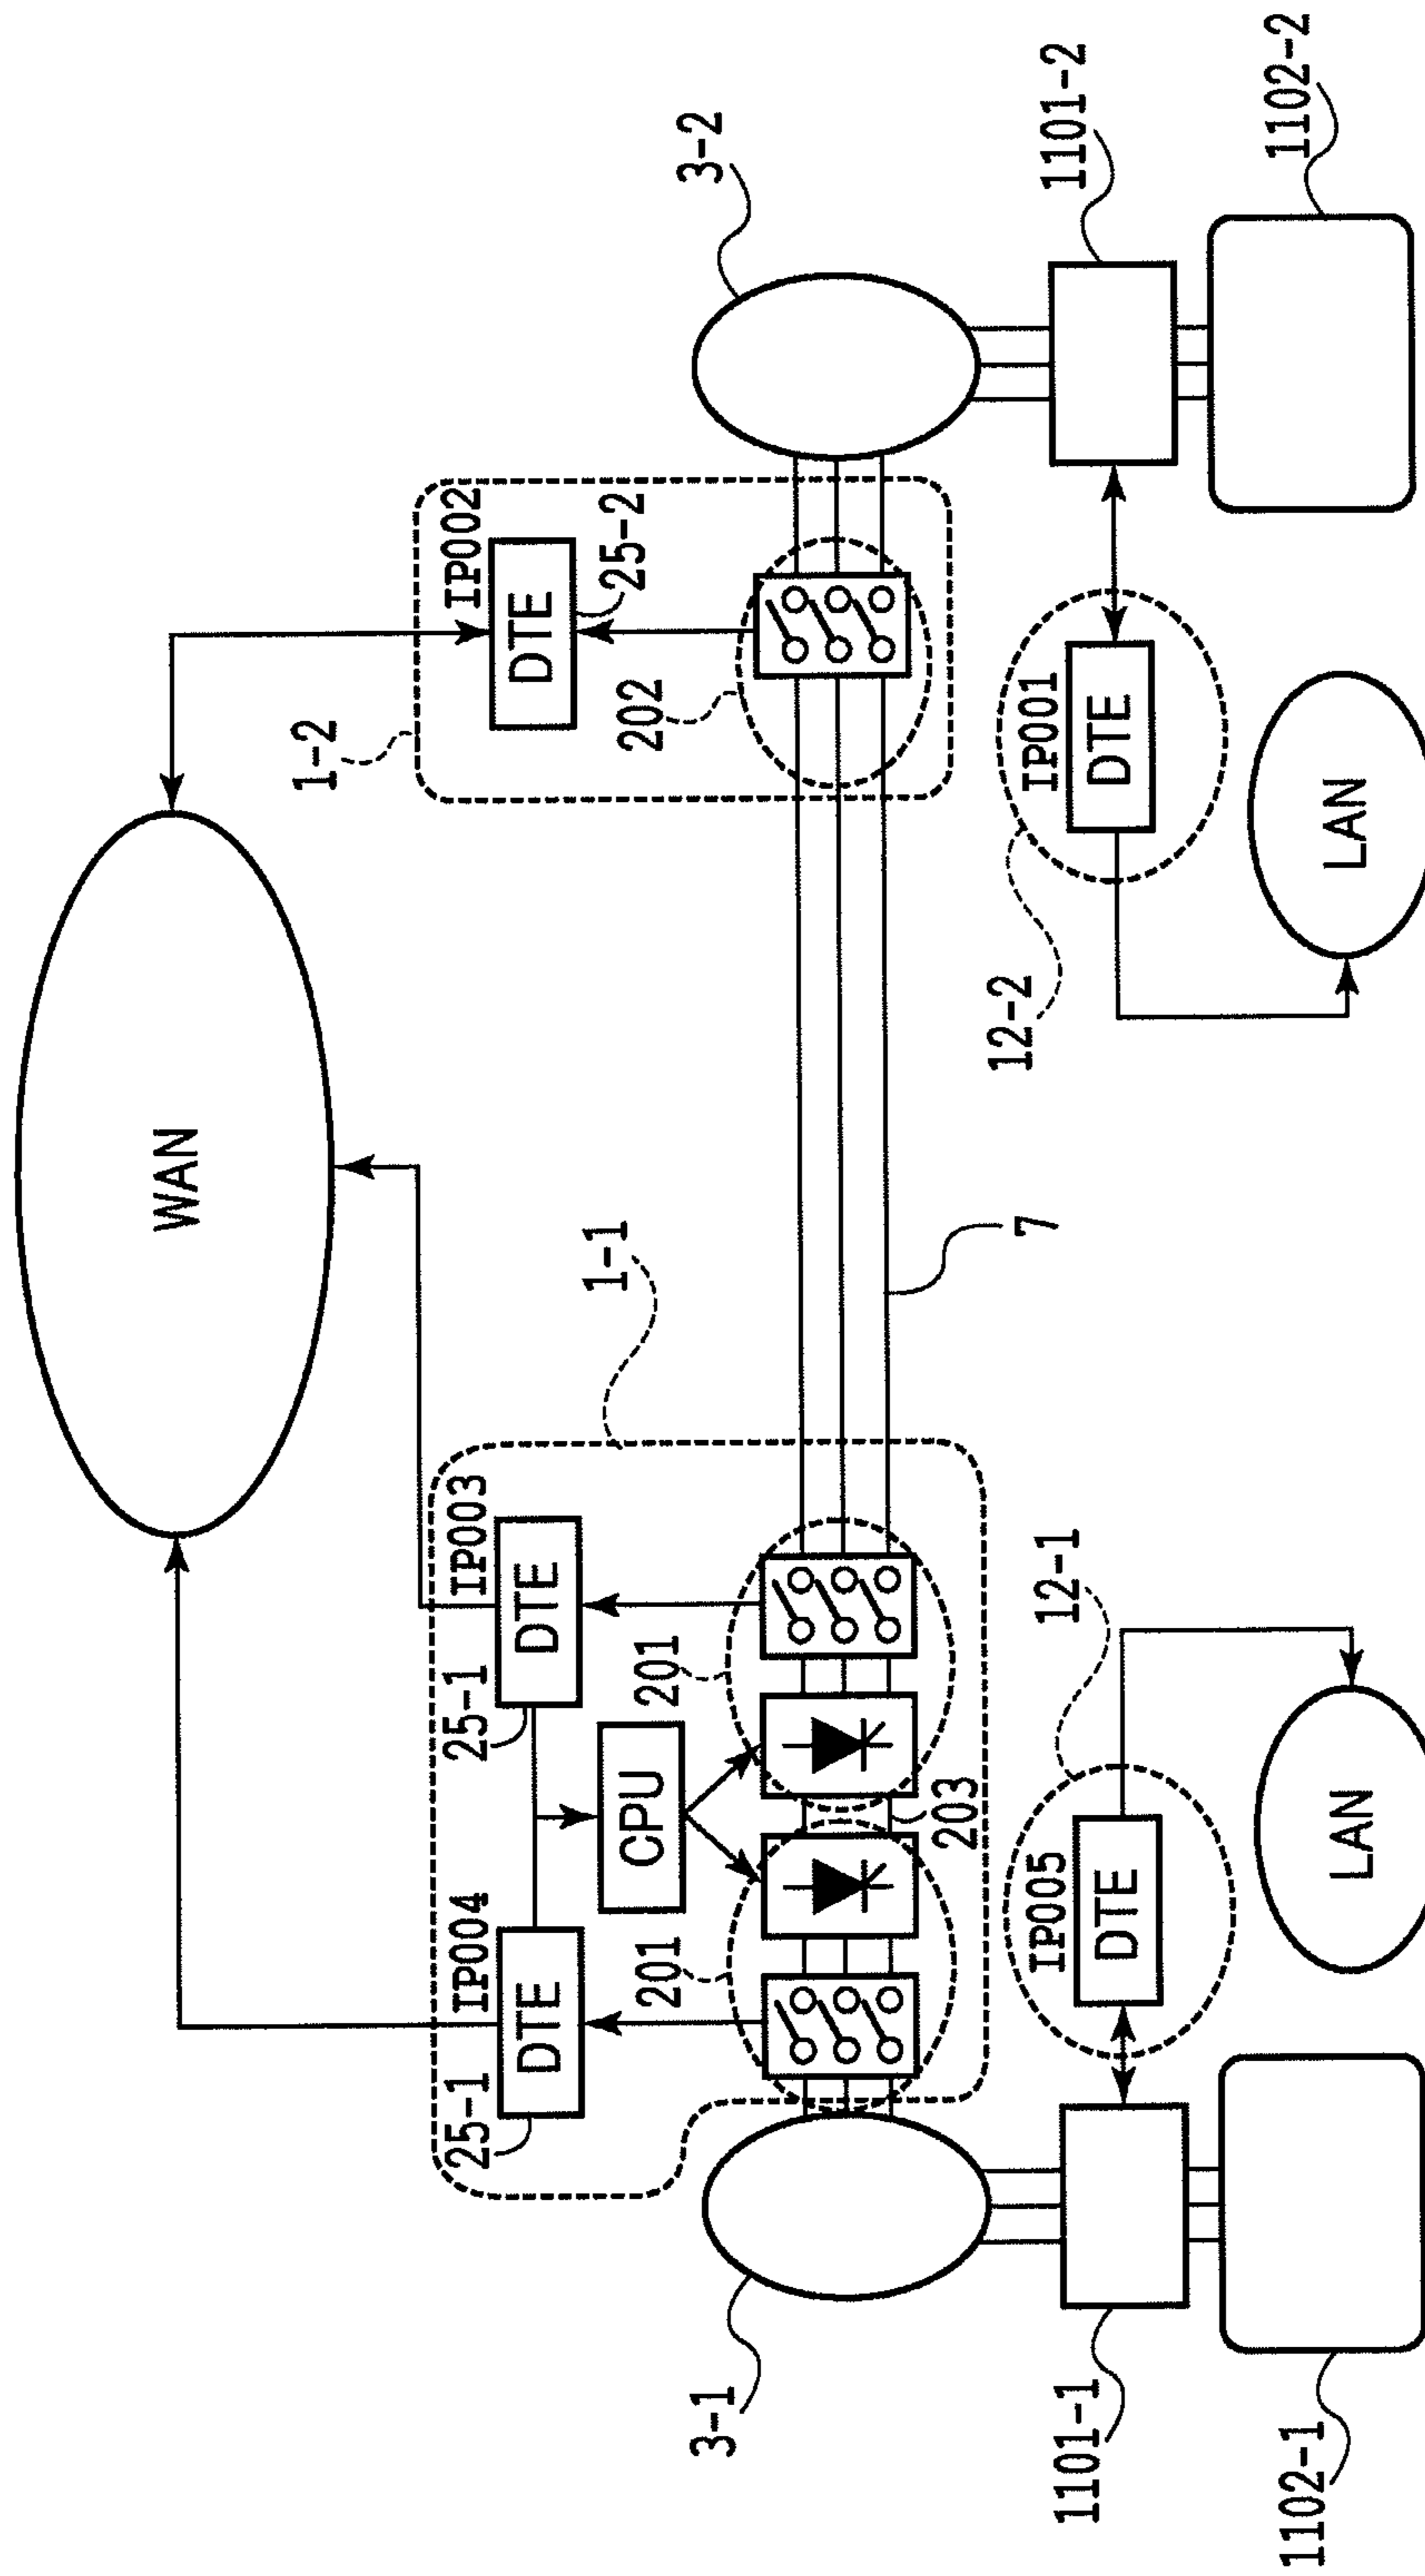 WAN
1-1
1-2
IP004
IP003
IP002
25-1
DTE
25-1
DTE
DTE
25-2
CPU
201
201
202
203
3-1
3-2
7
1101-1
IP005
DTE
12-1
12-2
IP001
DTE
1101-2
1102-1
LAN
LAN
1102-2